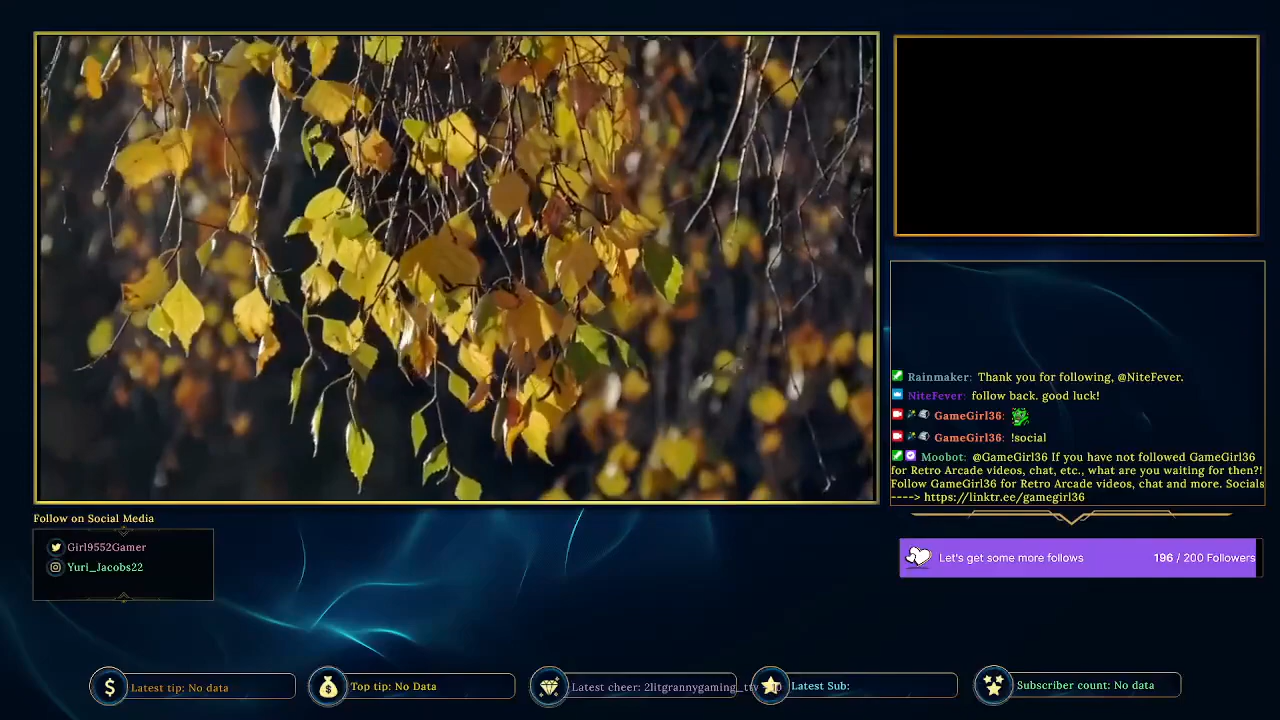 Rainmaker: Thank you for following, @NiteFever.
NiteFever: follow back. good luck!
GameGirl36:
GameGirl36: !social
Moobot: @GameGirl36 If you have not followed GameGirl36
for Retro Arcade videos, chat, etc., what are you waiting for then?!
Follow GameGirl36 for Retro Arcade videos, chat and more. Socials
----> https://linktr.ee/gamegirl36
Follow on Social Media
Girl9552Gamer
Yuri_Jacobs22
Let's get some more follows 196 / 200 Followers
Latest tip: No data
Top tip: No Data
Latest cheer: 2litgrannygaming_ttv
Latest Sub:
Subscriber count: No data